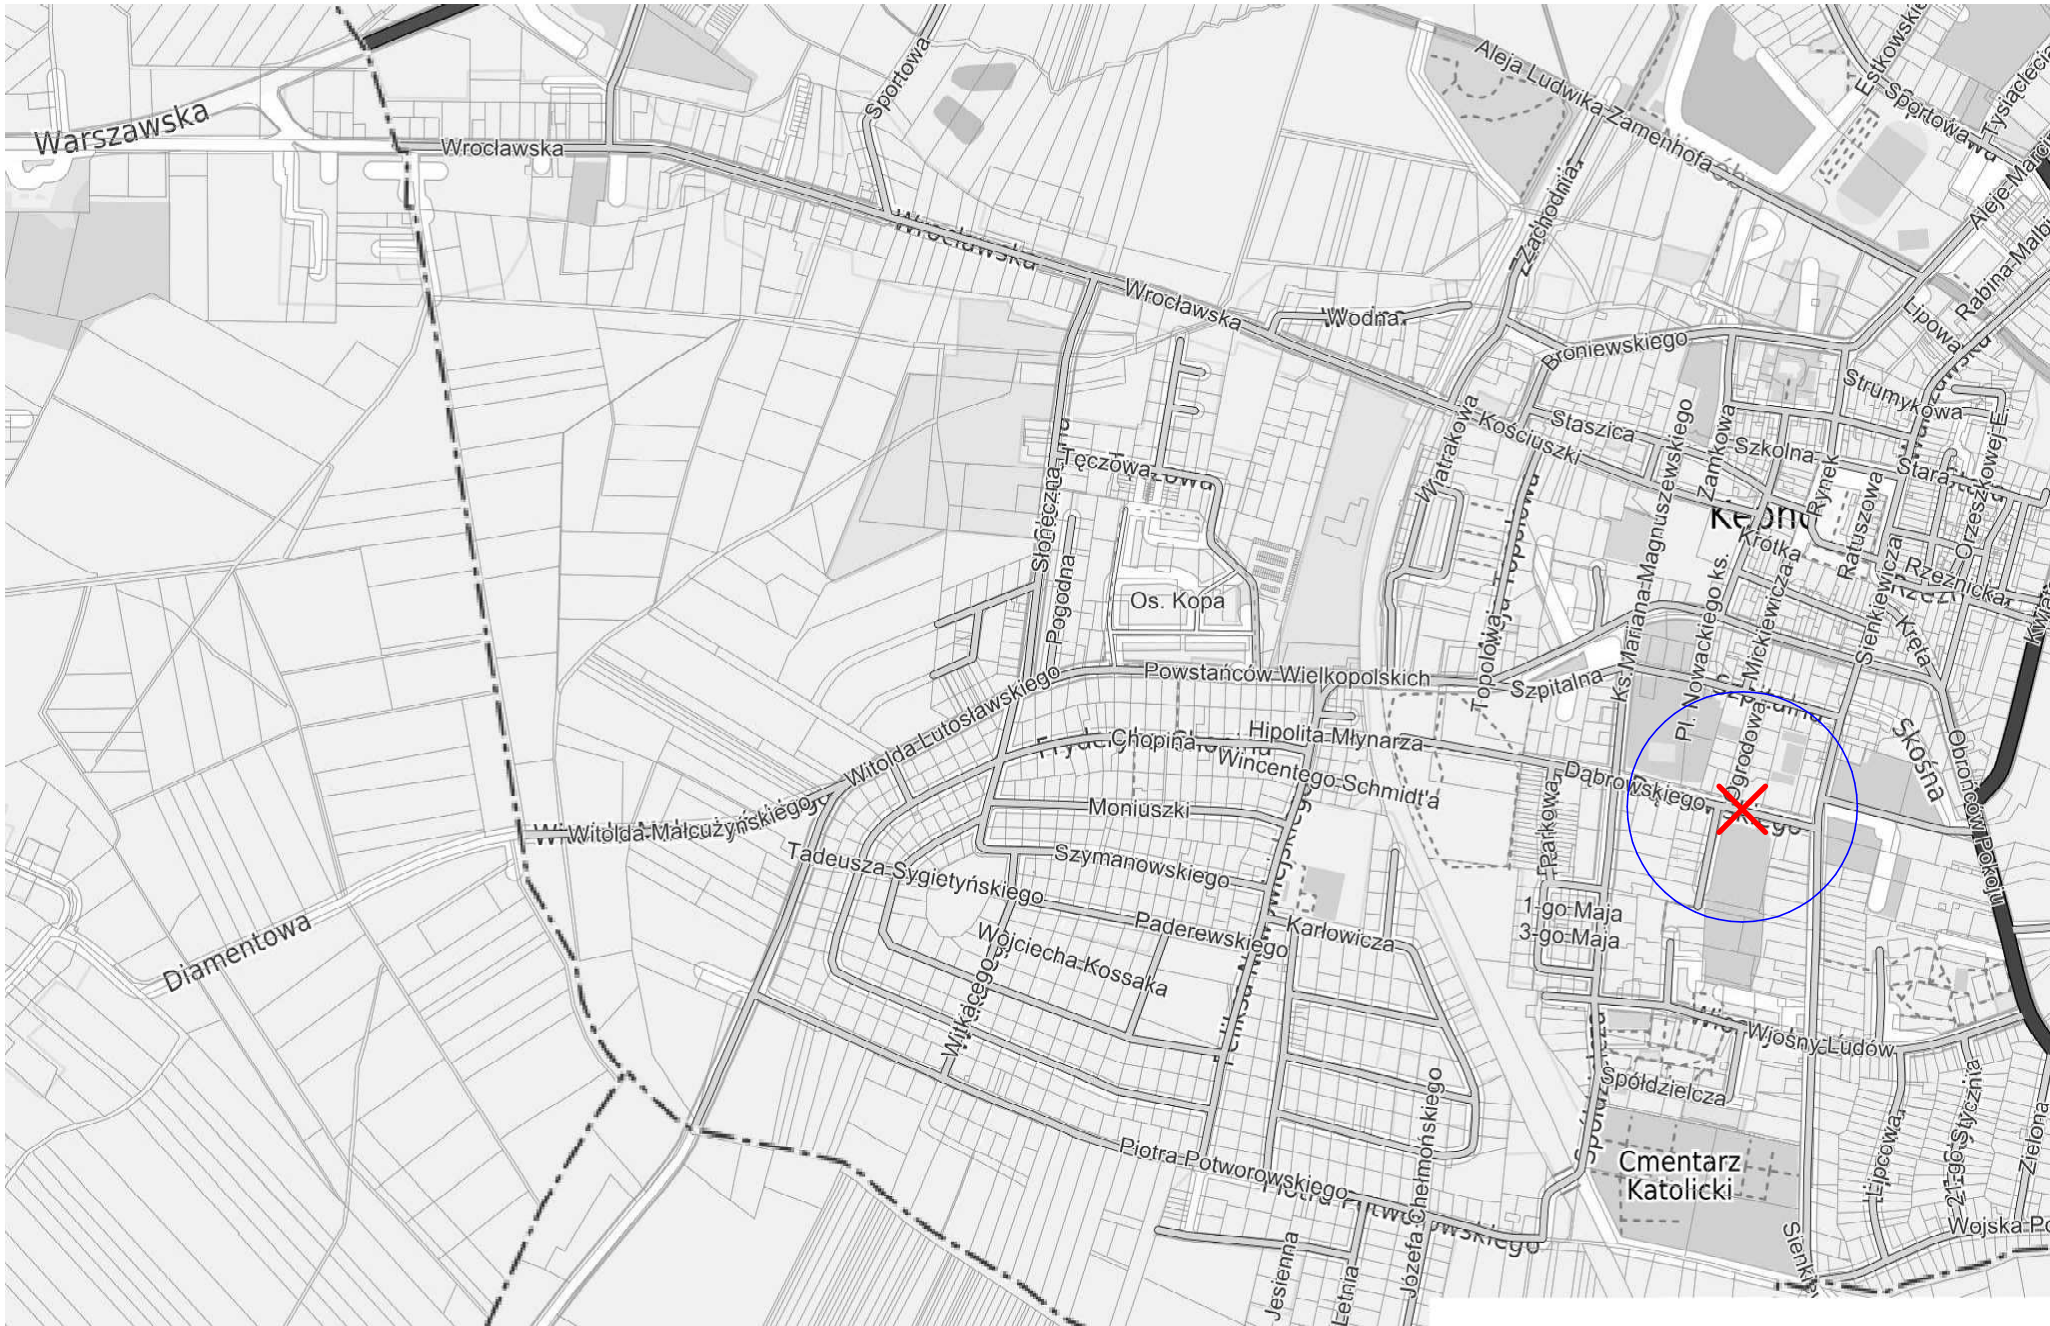 Aleja Ludwika Zamenhofa
Sportowa
Sportowa
Warszawska
Wrocławska
Wrocławska
Wrocławska
Zachodnia
Wodna
Broniewskiego
Lipowa
Strumykowa
Kościuszki
Staszica
Szkolna
Zamkowa
Rynek
Wiatrakowa
Tęczowa
Słoneczna
Pogodna
Os. Kopa
Topolowa
Ks. Mariana Magnuszewskiego
Krótka
Ratuszowa
Rzeźnicka
Mickiewicza
Pl. Nowackiego ks.
Sienkiewicza
Kręta
Powstańców Wielkopolskich
Szpitalna
Ogrodowa
Skośna
Obrońców Pokoju
Witolda Lutosławskiego
Chopina
Hipolita Młynarza
Wincentego Schmidt'a
Dąbrowskiego
Moniuszki
Witolda Małcużyńskiego
Szymanowskiego
Tadeusza Sygietyńskiego
Parkowa
Paderewskiego
Karłowicza
1-go Maja
3-go Maja
Diamentowa
Wojciecha Kossaka
Witkacego
Wiosny Ludów
Spółdzielcza
Piotra Potworowskiego
Józefa Chełmońskiego
Cmentarz
Katolicki
Lipcowa
21-go Stycznia
Zielona
Wojska Po
Jesienna
Letnia